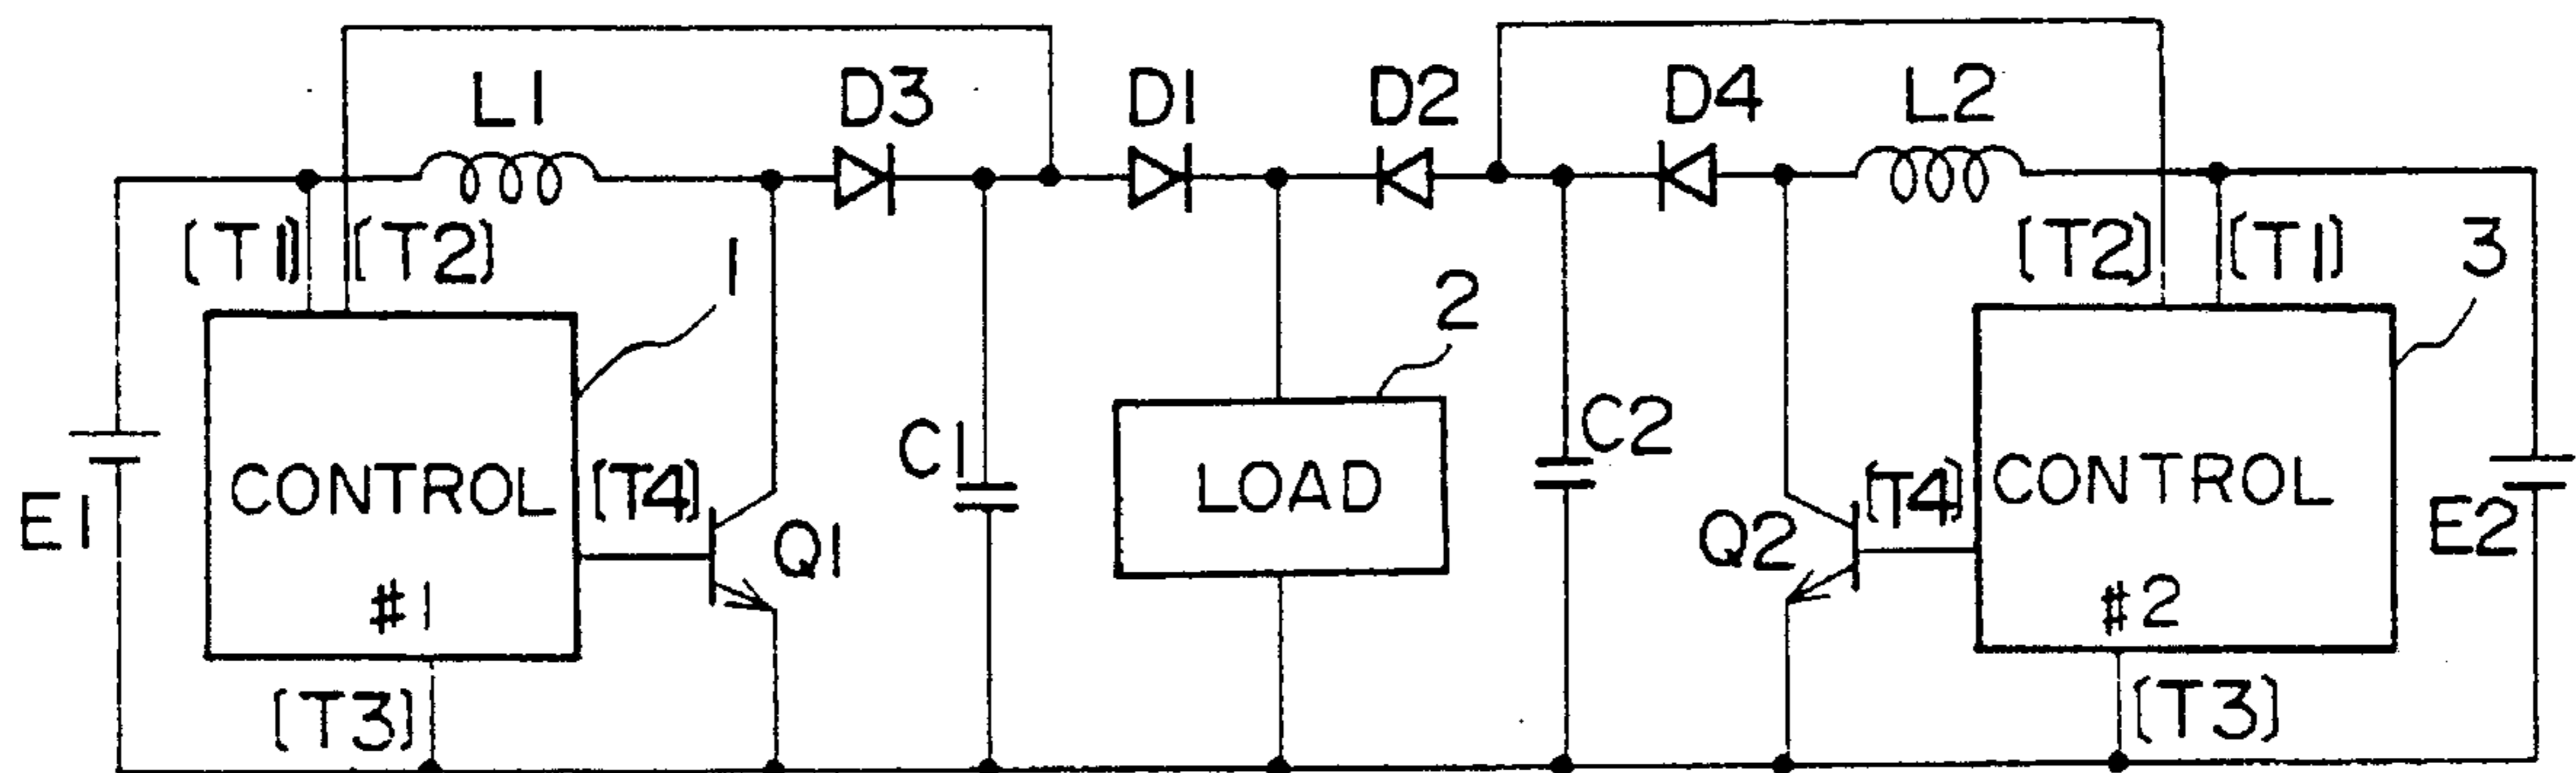 L1 D3 D1 D2 D4 L2
[T1] [T2] 1 2 [T2] [T1] 3
E1 CONTROL #1 [T4] Q1 C1 LOAD C2 Q2 [T4] CONTROL #2 E2
[T3] [T3]